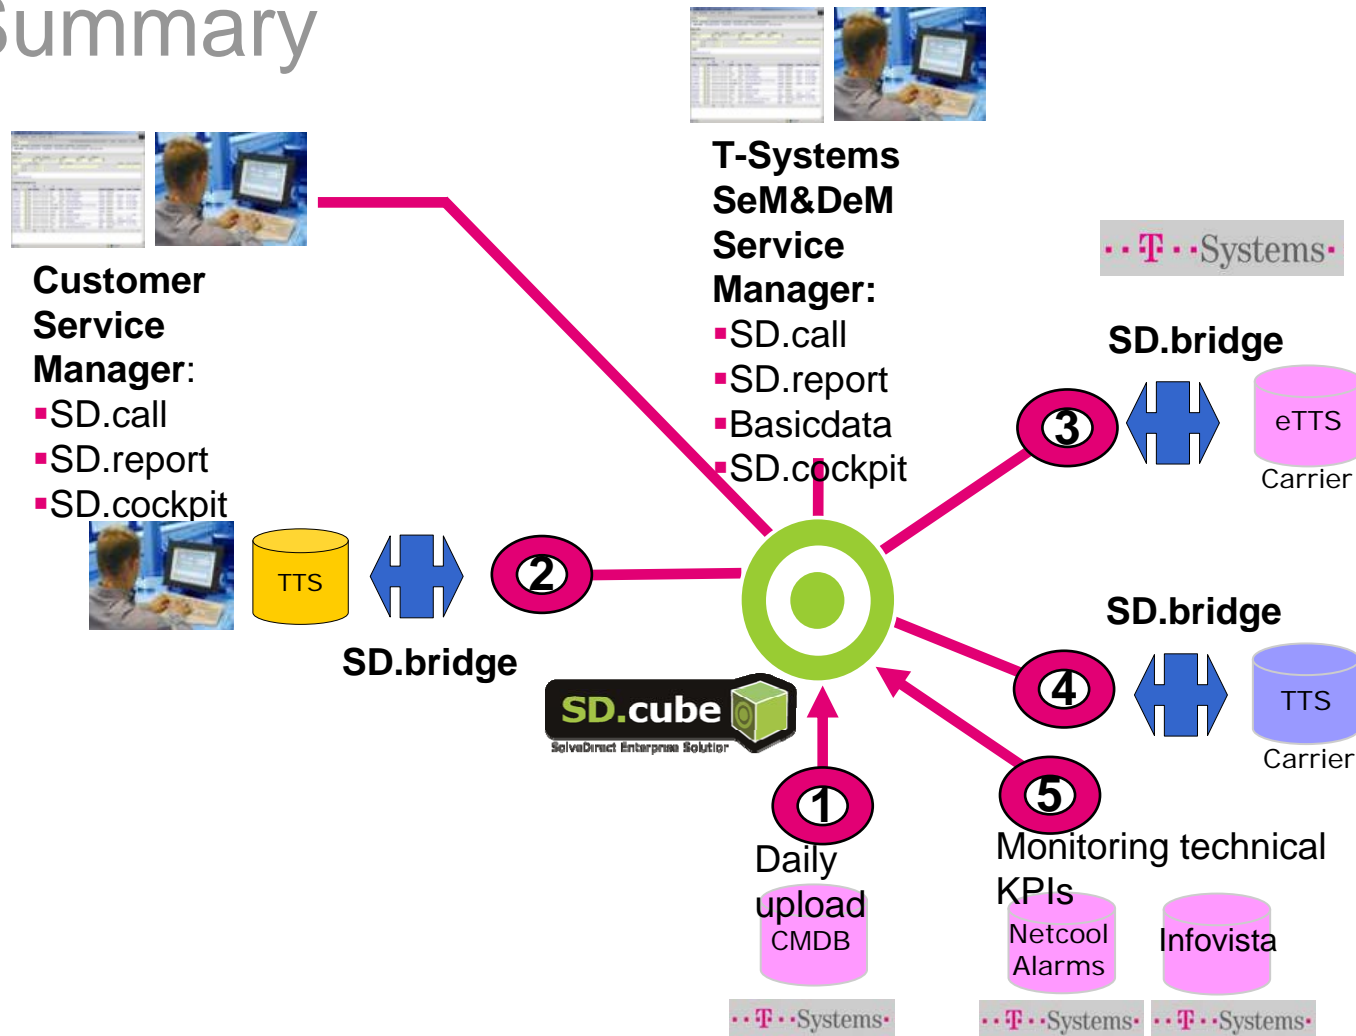 Summary
T-Systems
SeM&DeM
Service
Manager:
▪SD.call
▪SD.report
▪Basicdata
▪SD.cockpit
Customer
Service
Manager:
▪SD.call
▪SD.report
▪SD.cockpit
TTS
SD.bridge
2
··T··Systems·
SD.bridge
3
eTTS
Carrier
SD.bridge
4
TTS
Carrier
SD.cube
SolveDirect Enterprise Solution
1
Daily
upload
CMDB
··T··Systems·
5
Monitoring technical
KPIs
Netcool
Alarms
Infovista
··T··Systems·
··T··Systems·